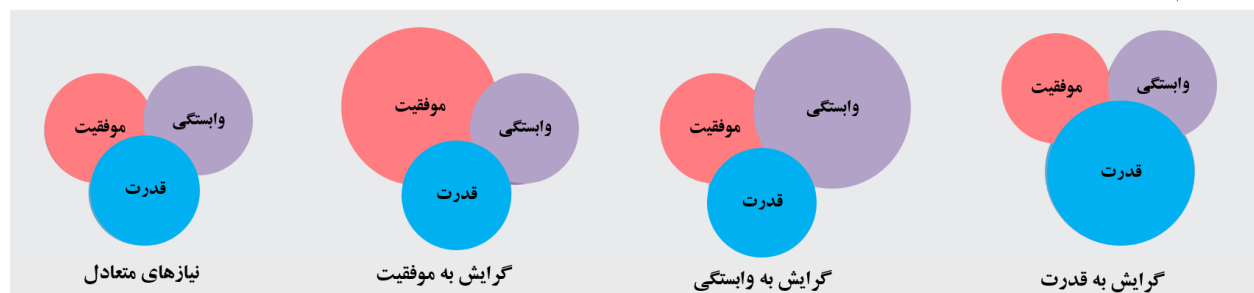 وابستگی
موفقیت
قدرت
گرایش به قدرت
وابستگی
موفقیت
قدرت
گرایش به وابستگی
وابستگی
موفقیت
قدرت
گرایش به موفقیت
وابستگی
موفقیت
قدرت
نیازهای متعادل